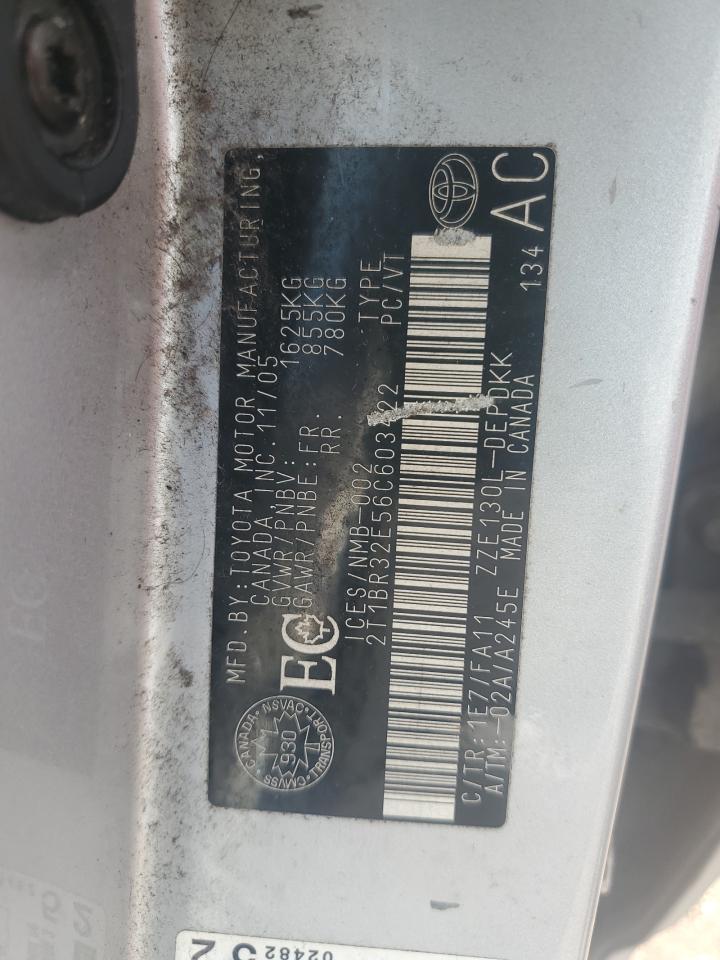 MFD.BY:TOYOTA MOTOR MANUFACTURING,
CANADA,INC. 11/05
GVWR/PNBV: 1625KG
GAWR/PNBE:FR. 855KG
RR. 780KG
CANADA NSVAC
930
CMVSS TRANSPORT
EC
ICES/NMB-002 TYPE
2T1BR32E56C603422 PC/VT
C/TR:1E7/FA11 ZZE130L-DEPDKK
A/TM:-02A/A245E MADE IN CANADA
134
AC
02482